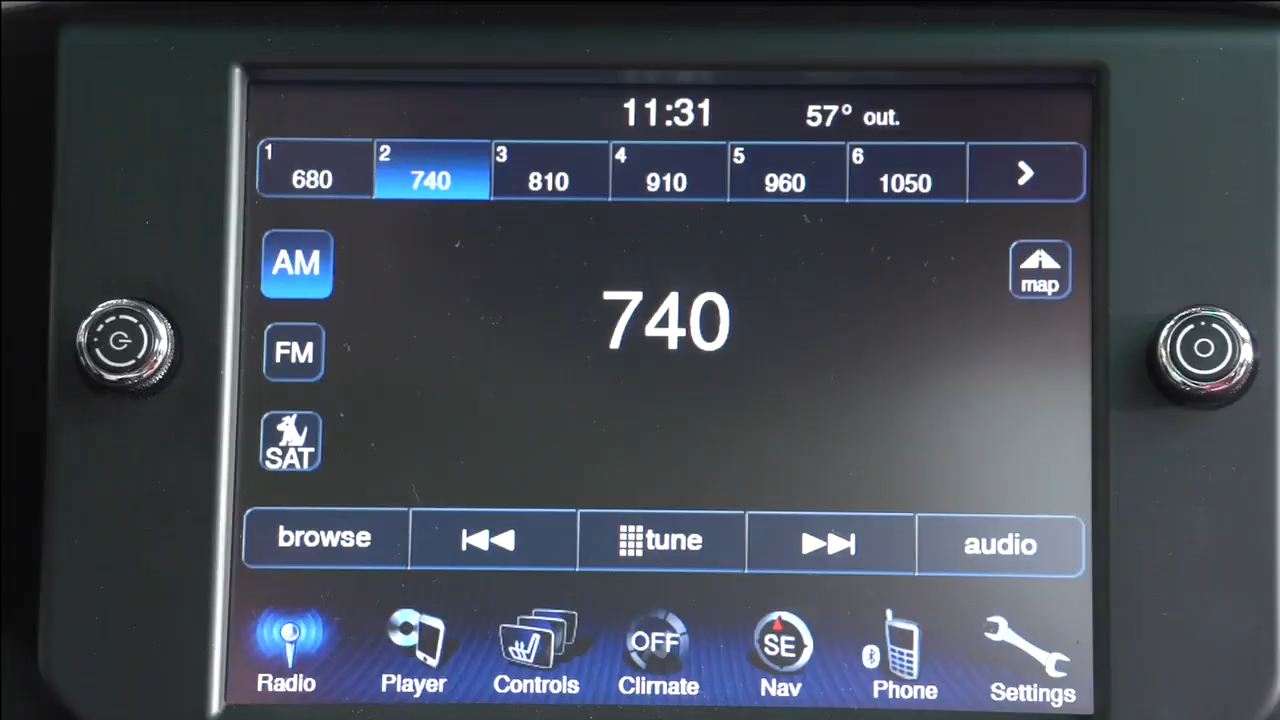 11:31 57° out.
1 680 2 740 3 810 4 910 5 960 6 1050
AM
map
740
FM
SAT
browse tune audio
OFF SE
Radio Player Controls Climate Nav Phone Settings